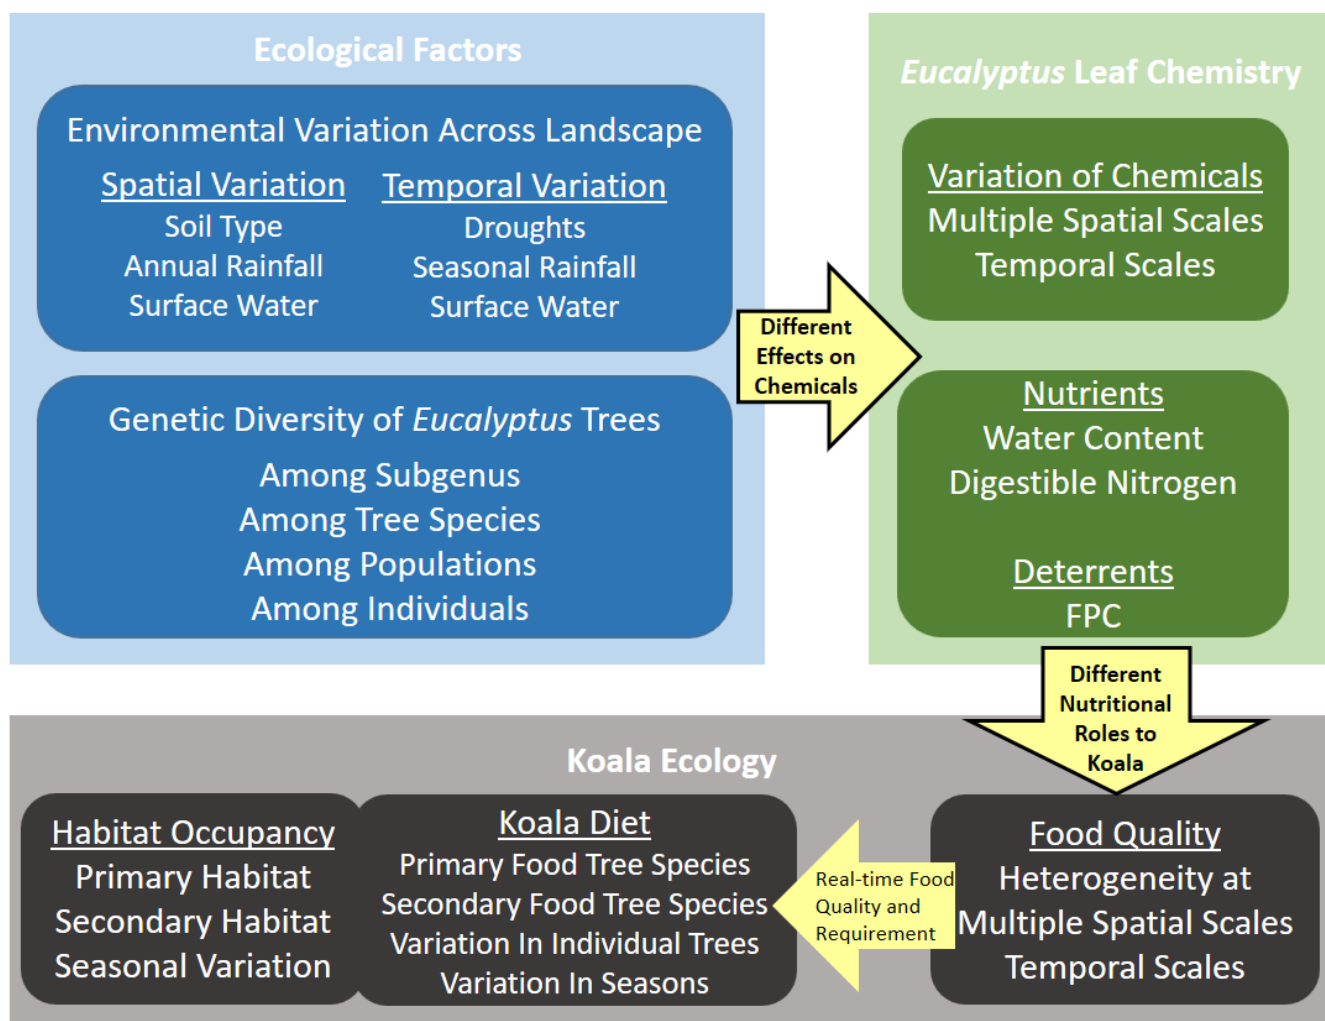 Ecological Factors
Environmental Variation Across Landscape
Spatial Variation
Soil Type
Annual Rainfall
Surface Water
Temporal Variation
Droughts
Seasonal Rainfall
Surface Water
Genetic Diversity of Eucalyptus Trees
Among Subgenus
Among Tree Species
Among Populations
Among Individuals
Different
Effects on
Chemicals
Eucalyptus Leaf Chemistry
Variation of Chemicals
Multiple Spatial Scales
Temporal Scales
Nutrients
Water Content
Digestible Nitrogen
Deterrents
FPC
Different
Nutritional
Roles to
Koala
Koala Ecology
Habitat Occupancy
Primary Habitat
Secondary Habitat
Seasonal Variation
Koala Diet
Primary Food Tree Species
Secondary Food Tree Species
Variation In Individual Trees
Variation In Seasons
Real-time Food
Quality and
Requirement
Food Quality
Heterogeneity at
Multiple Spatial Scales
Temporal Scales